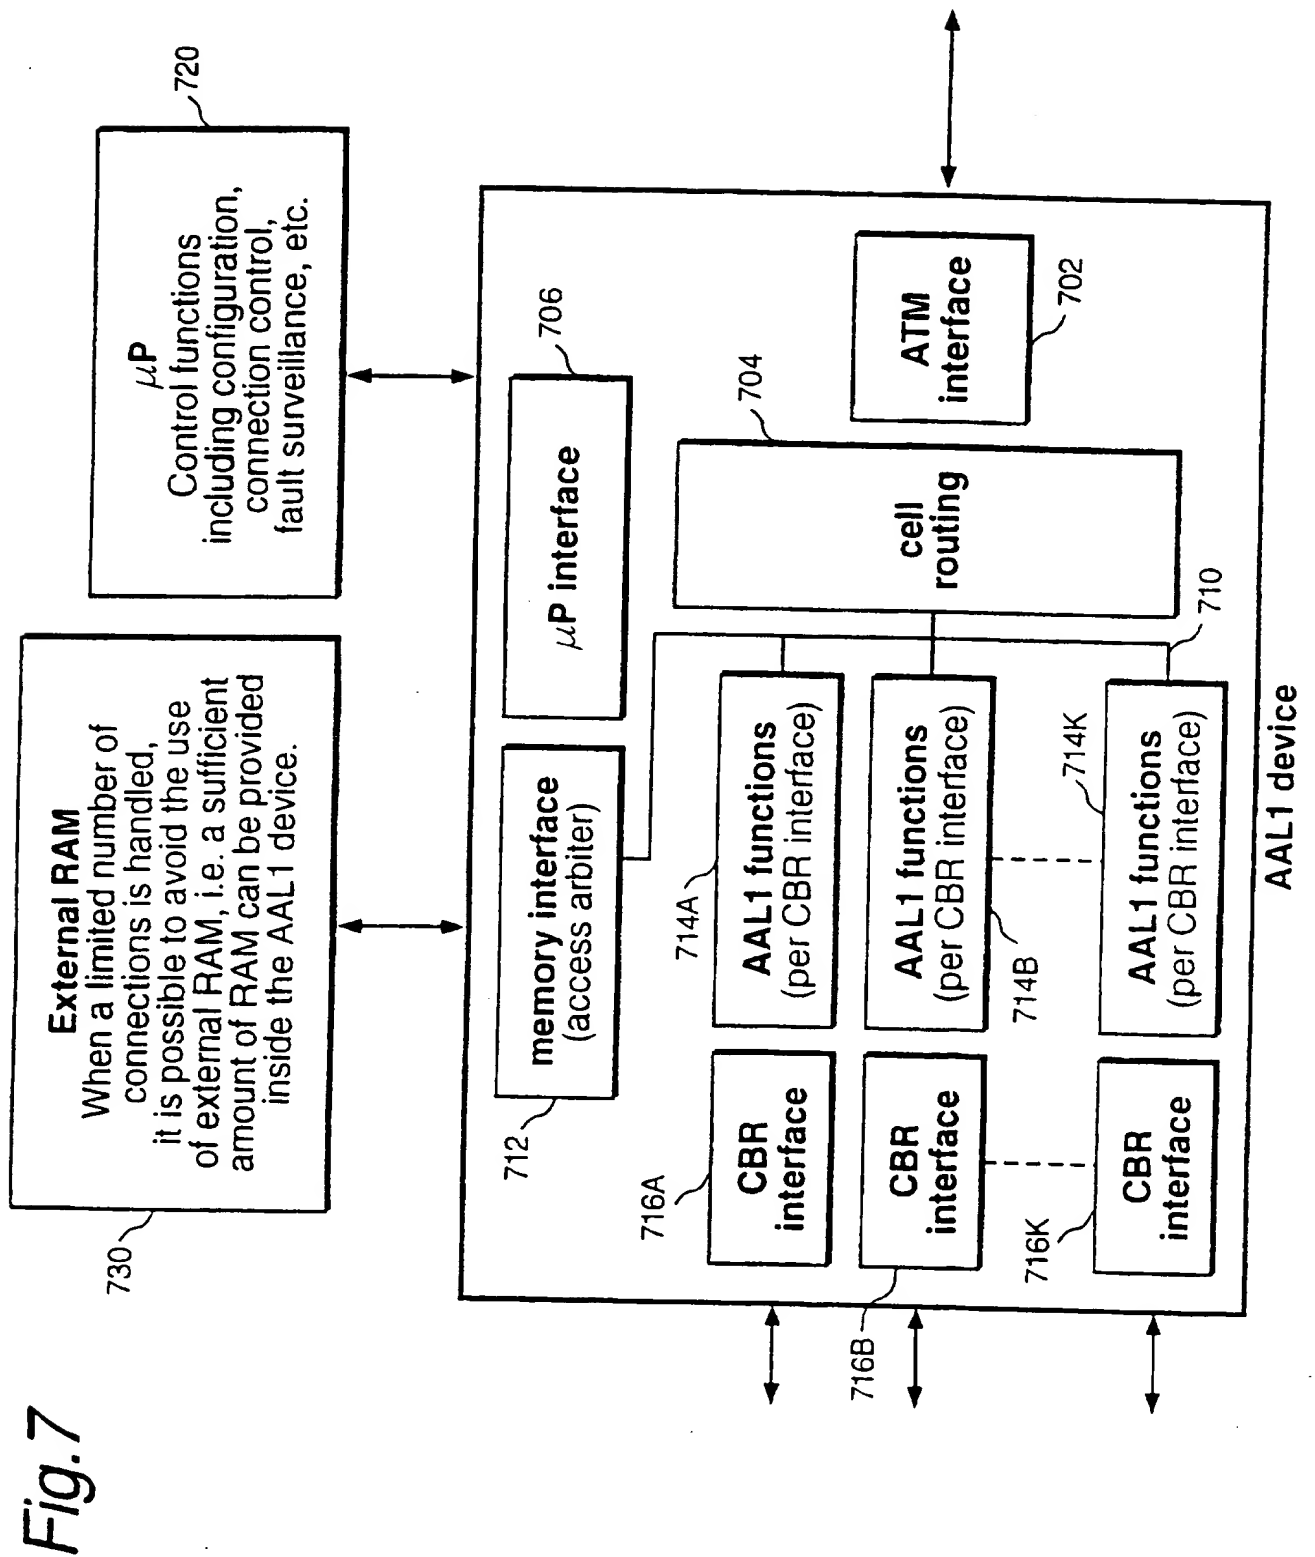 Fig.7
730
External RAM
When a limited number of
connections is handled,
it is possible to avoid the use
of external RAM, i.e. a sufficient
amount of RAM can be provided
inside the AAL1 device.
720
μP
Control functions
including configuration,
connection control,
fault surveillance, etc.
712
memory interface
(access arbiter)
706
μP interface
716A
CBR
interface
714A
AAL1 functions
(per CBR interface)
704
cell
routing
ATM
interface
702
716B
CBR
interface
AAL1 functions
(per CBR interface)
714B
716K
CBR
interface
714K
AAL1 functions
(per CBR interface)
710
AAL1 device